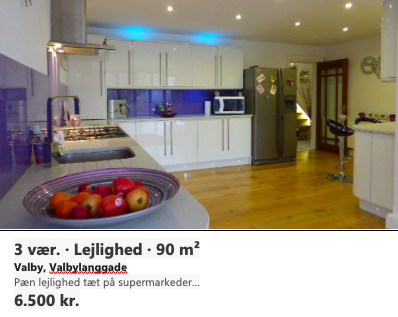 3 vær. · Lejlighed · 90 m²
Valby, Valbylanggade
Pæn lejlighed tæt på supermarkeder...
6.500 kr.